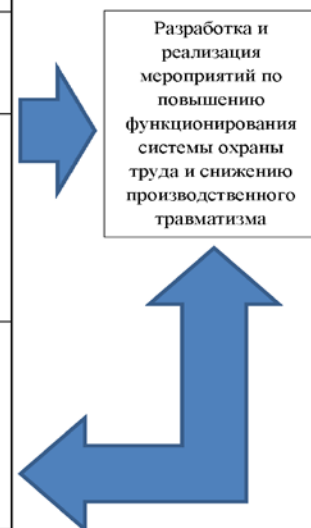 Разработка и
реализация
мероприятий по
повышению
функционирования
системы охраны
труда и снижению
производственного
травматизма